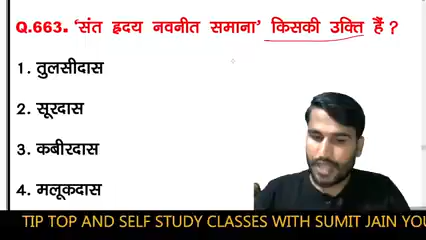 Q.663. ‘संत ह्रदय नवनीत समाना’ किसकी उक्ति हैं ?
1. तुलसीदास
2. सूरदास
3. कबीरदास
4. मलूकदास
TIP TOP AND SELF STUDY CLASSES WITH SUMIT JAIN YOU